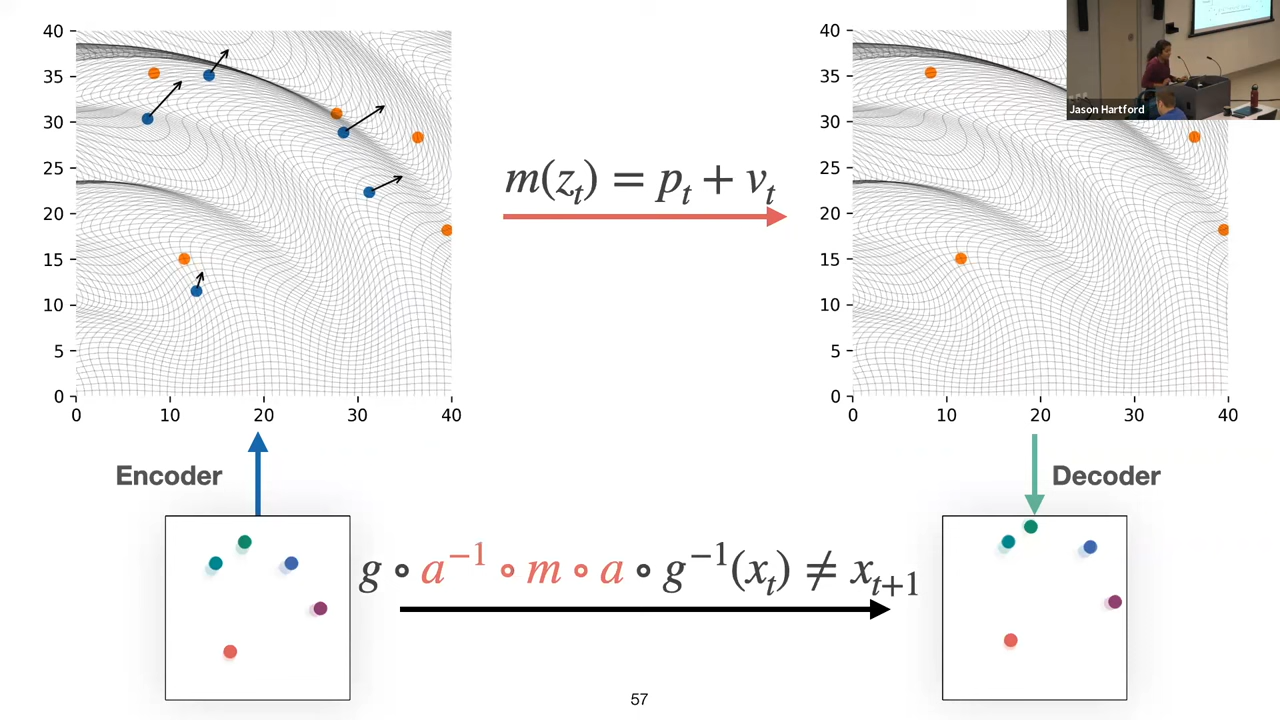 40
35
30
25
20
15
10
5
0
0 10 20 30 40
m(z_t) = p_t + v_t
40
35
30
25
20
15
10
5
0
0 10 20 30 40
Jason Hartford
Encoder
Decoder
g ∘ a⁻¹ ∘ m ∘ a ∘ g⁻¹(x_t) ≠ x_{t+1}
57